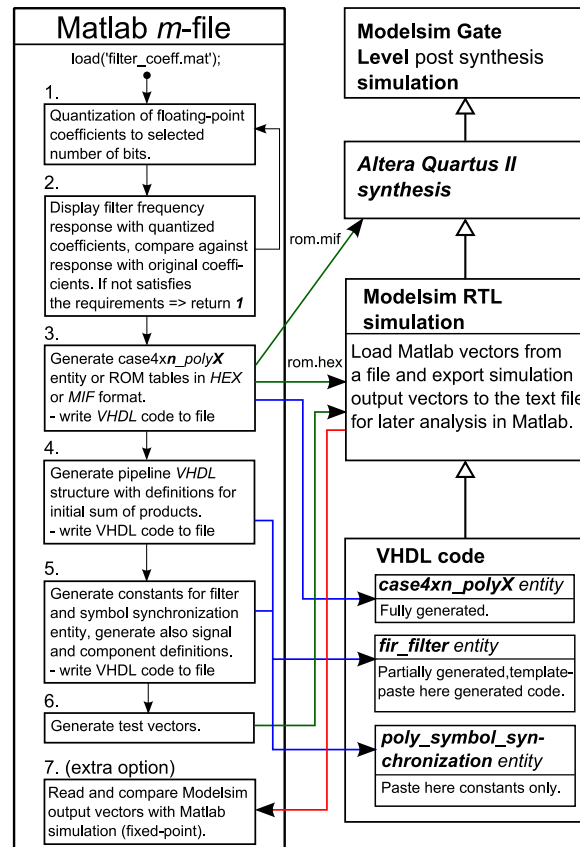 Matlab m-file
load('filter_coeff.mat');
1.
Quantization of floating-point
coefficients to selected
number of bits.
2.
Display filter frequency
response with quantized
coefficients, compare against
response with original coeffi-
cients. If not satisfies
the requirements => return 1
3.
Generate case4xn_polyX
entity or ROM tables in HEX
or MIF format.
- write VHDL code to file
4.
Generate pipeline VHDL
structure with definitions for
initial sum of products.
- write VHDL code to file
5.
Generate constants for filter
and symbol synchronization
entity, generate also signal
and component definitions.
- write VHDL code to file
6.
Generate test vectors.
7. (extra option)
Read and compare Modelsim
output vectors with Matlab
simulation (fixed-point).
rom.mif
rom.hex
Modelsim Gate
Level post synthesis
simulation
Altera Quartus II
synthesis
Modelsim RTL
simulation
Load Matlab vectors from
a file and export simulation
output vectors to the text file
for later analysis in Matlab.
VHDL code
case4xn_polyX entity
Fully generated.
fir_filter entity
Partially generated,template-
paste here generated code.
poly_symbol_syn-
chronization entity
Paste here constants only.